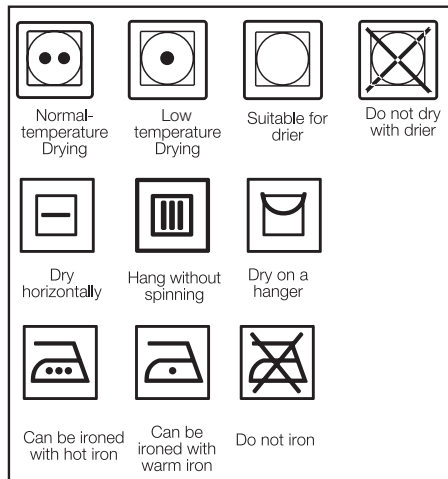 Normal-
temperature
Drying
Low
temperature
Drying
Suitable for
drier
Do not dry
with drier
Dry
horizontally
Hang without
spinning
Dry on a
hanger
Can be ironed
with hot iron
Can be
ironed with
warm iron
Do not iron